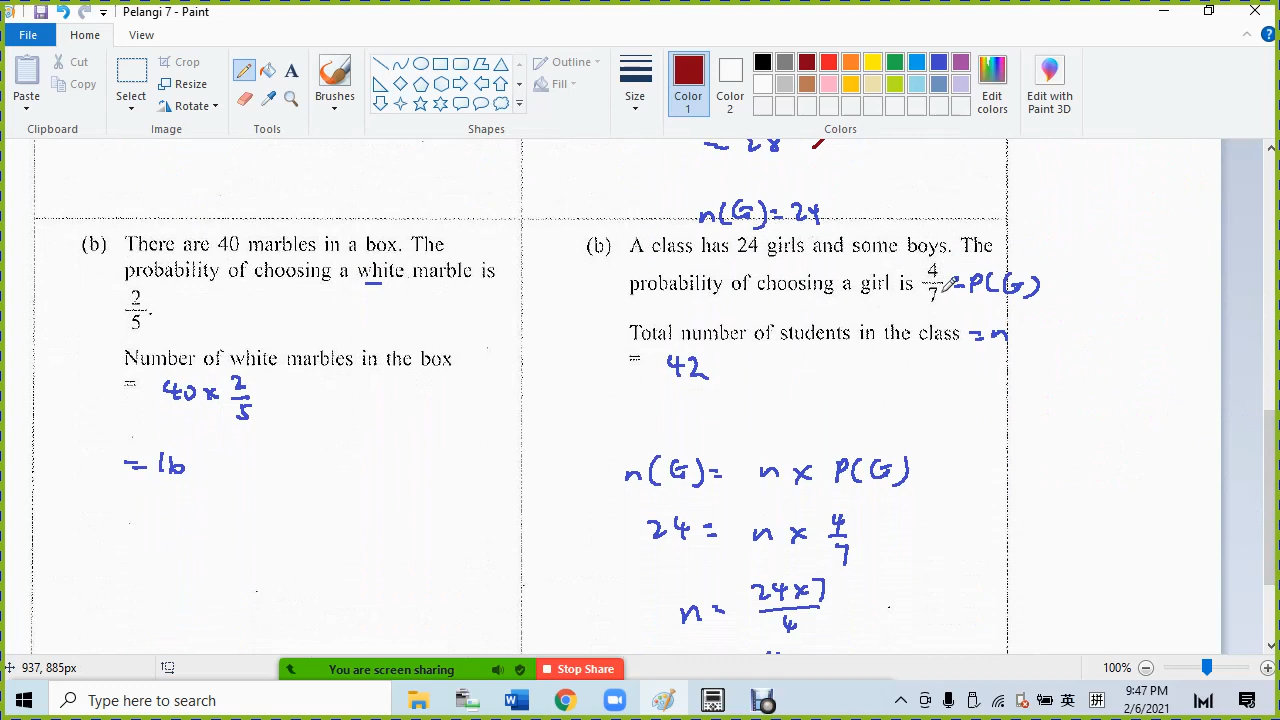 Pelangi 7 - Paint
File
Home
View
Paste
Cut
Copy
Clipboard
Select
Crop
Resize
Rotate
Image
A
Tools
Brushes
Shapes
Outline
Fill
Size
Color 1
Color 2
Edit colors
Colors
Edit with Paint 3D
= 28
n(G)= 24
(b) There are 40 marbles in a box. The
probability of choosing a white marble is
2/5.
Number of white marbles in the box
= 40 × 2/5
= 16
(b) A class has 24 girls and some boys. The
probability of choosing a girl is 4/7 = P(G)
Total number of students in the class = n
= 42
n(G)= n × P(G)
24 = n × 4/7
n = 24×7/4
937, 885px
You are screen sharing
Stop Share
100%
Type here to search
英
拼
9:47 PM
2/6/2021